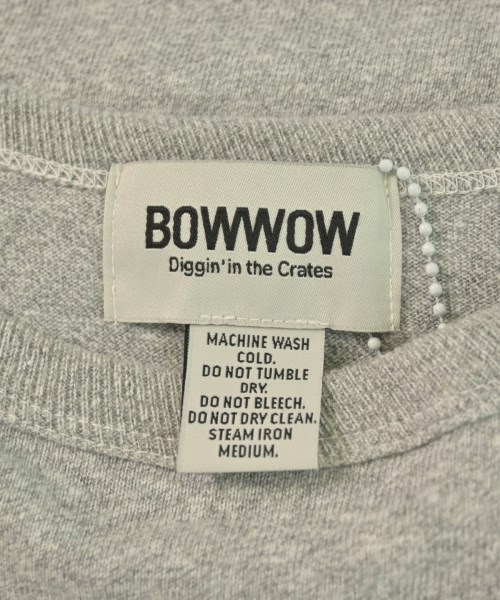 BOWWOW
Diggin' in the Crates
MACHINE WASH
COLD.
DO NOT TUMBLE
DRY.
DO NOT BLEECH.
DO NOT DRY CLEAN.
STEAM IRON
MEDIUM.